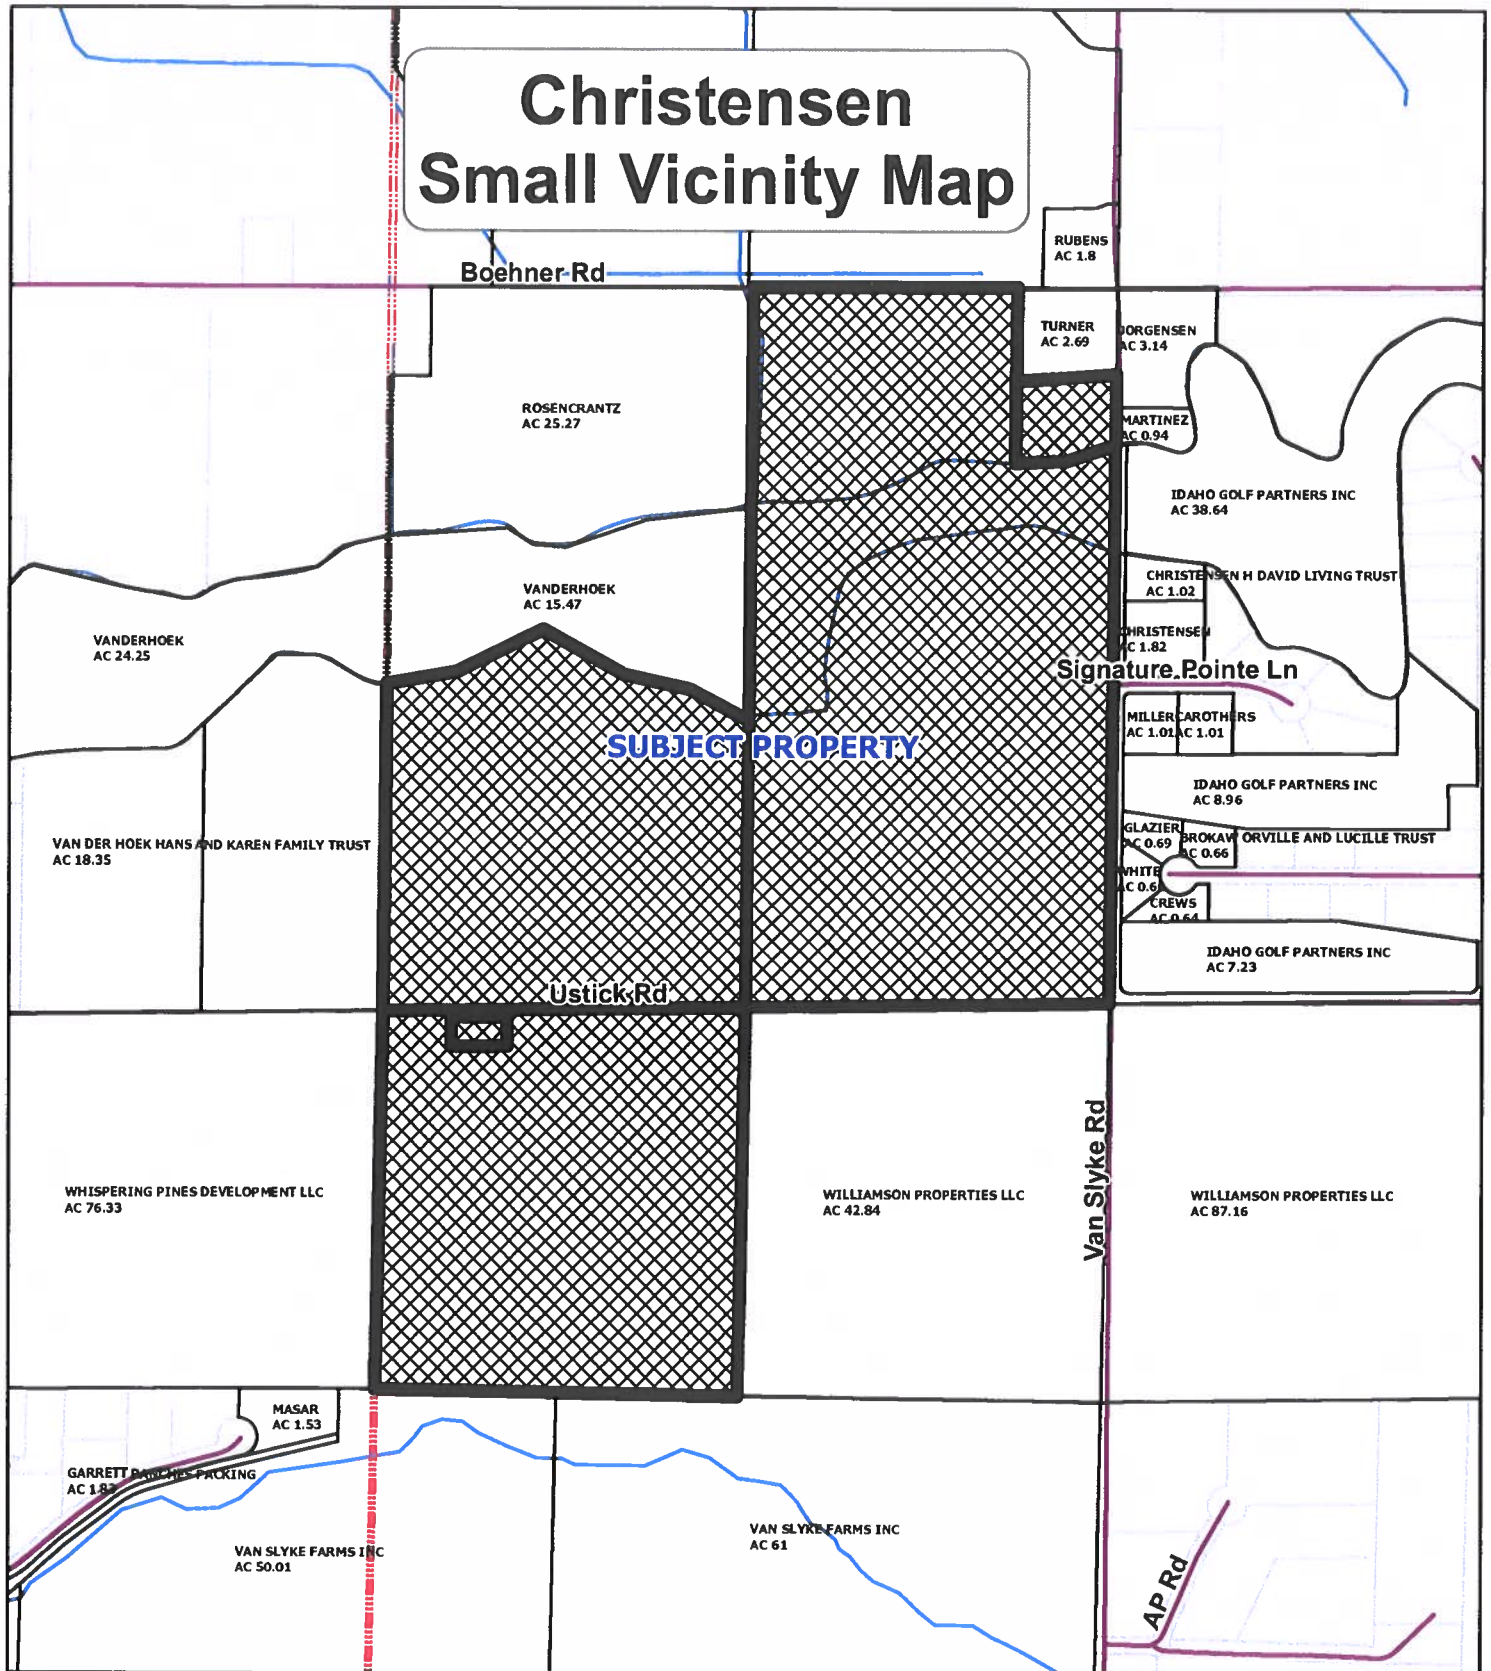 Christensen
Small Vicinity Map
RUBENS
AC 1.8
Boehner Rd
TURNER
AC 2.69
JORGENSEN
AC 3.14
ROSENCRANTZ
AC 25.27
MARTINEZ
AC 0.94
IDAHO GOLF PARTNERS INC
AC 38.64
CHRISTENSEN H DAVID LIVING TRUST
AC 1.02
VANDERHOEK
AC 15.47
VANDERHOEK
AC 24.25
CHRISTENSEN
AC 1.82
Signature Pointe Ln
MILLER
AC 1.01
CAROTHERS
AC 1.01
SUBJECT PROPERTY
IDAHO GOLF PARTNERS INC
AC 8.96
GLAZIER
AC 0.69
BROKAW ORVILLE AND LUCILLE TRUST
AC 0.66
VAN DER HOEK HANS AND KAREN FAMILY TRUST
AC 18.35
WHITE
CREWS
AC 0.64
IDAHO GOLF PARTNERS INC
AC 7.23
Ustick Rd
Van Slyke Rd
WHISPERING PINES DEVELOPMENT LLC
AC 76.33
WILLIAMSON PROPERTIES LLC
AC 42.84
WILLIAMSON PROPERTIES LLC
AC 87.16
MASAR
AC 1.53
GARRETT RANCHES PACKING
VAN SLYKE FARMS INC
AC 50.01
VAN SLYKE FARMS INC
AC 61
AP Rd